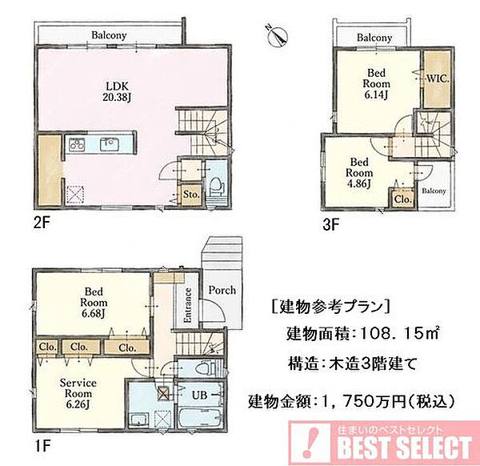 Balcony
LDK
20.38J
Sto.
2F
Balcony
Bed
Room
6.14J
WIC.
Bed
Room
4.86J
Clo.
Balcony
3F
Bed
Room
6.68J
Entrance
Porch
Clo.
Clo.
Clo.
Service
Room
6.26J
UB
1F
[建物参考プラン]
建物面積:108.15㎡
構造:木造3階建て
建物金額:1,750万円(税込)
住まいのベストセレクト
BEST SELECT